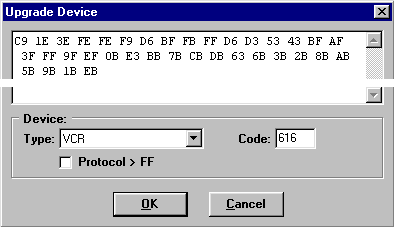 Upgrade Device
C9 1E 3E FE FE F9 D6 BF FB FF D6 D3 53 43 BF AF
3F FF 9F EF 0B E3 BB 7B CB DB 63 6B 3B 2B 8B AB
5B 9B 1B EB
Device:
Type: VCR Code: 616
Protocol > FF
OK Cancel